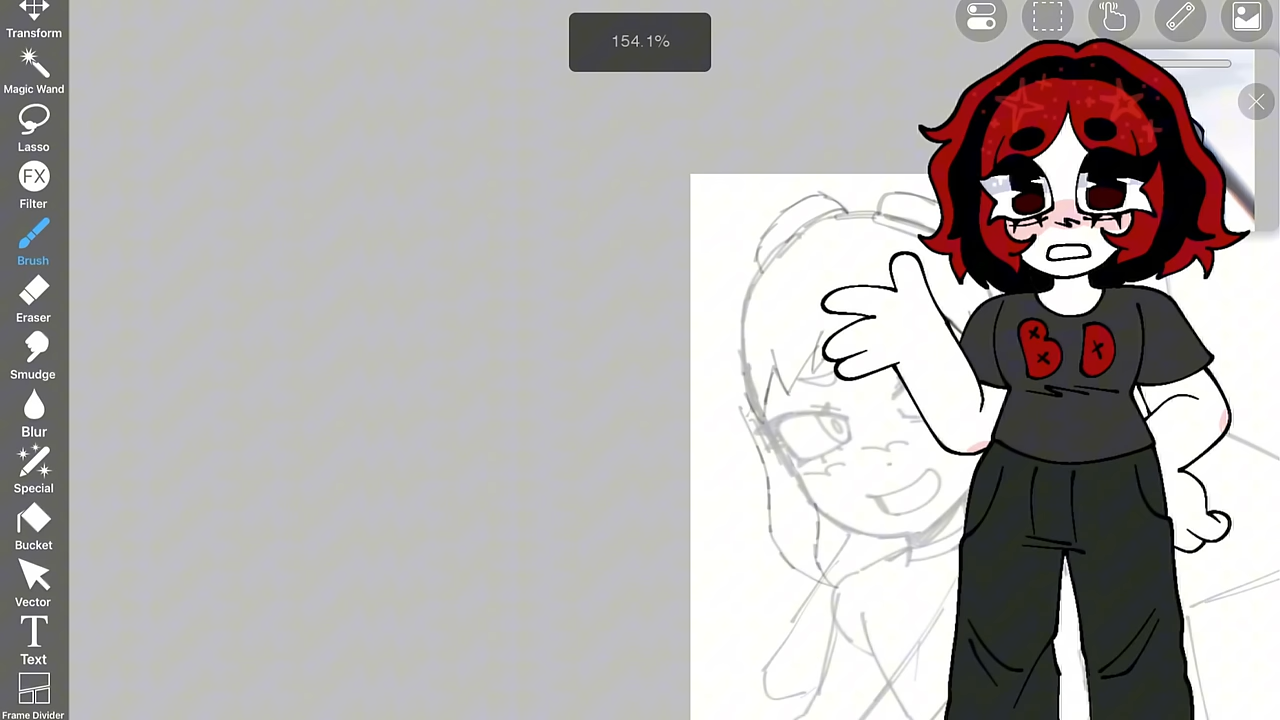 Transform
154.1%
Magic Wand
Lasso
FX
Filter
Brush
Eraser
Smudge
Blur
Special
Bucket
Vector
T
Text
Frame Divider
B D